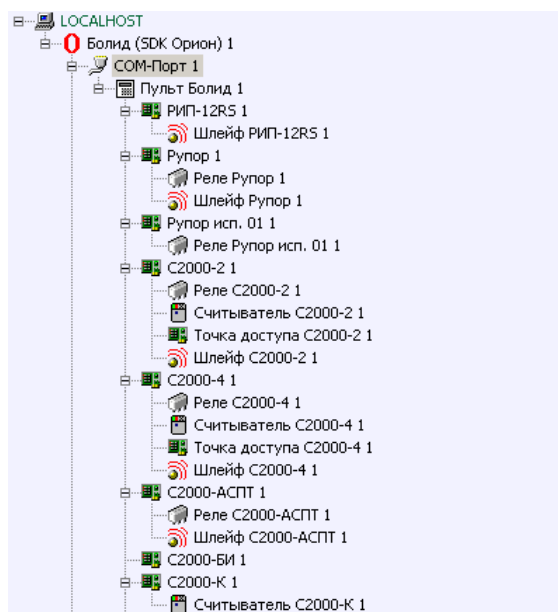 LOCALHOST
Болид (SDK Орион) 1
COM-Порт 1
Пульт Болид 1
РИП-12RS 1
Шлейф РИП-12RS 1
Рупор 1
Реле Рупор 1
Шлейф Рупор 1
Рупор исп. 01 1
Реле Рупор исп. 01 1
С2000-2 1
Реле С2000-2 1
Считыватель С2000-2 1
Точка доступа С2000-2 1
Шлейф С2000-2 1
С2000-4 1
Реле С2000-4 1
Считыватель С2000-4 1
Точка доступа С2000-4 1
Шлейф С2000-4 1
С2000-АСПТ 1
Реле С2000-АСПТ 1
Шлейф С2000-АСПТ 1
С2000-БИ 1
С2000-К 1
Считыватель С2000-К 1